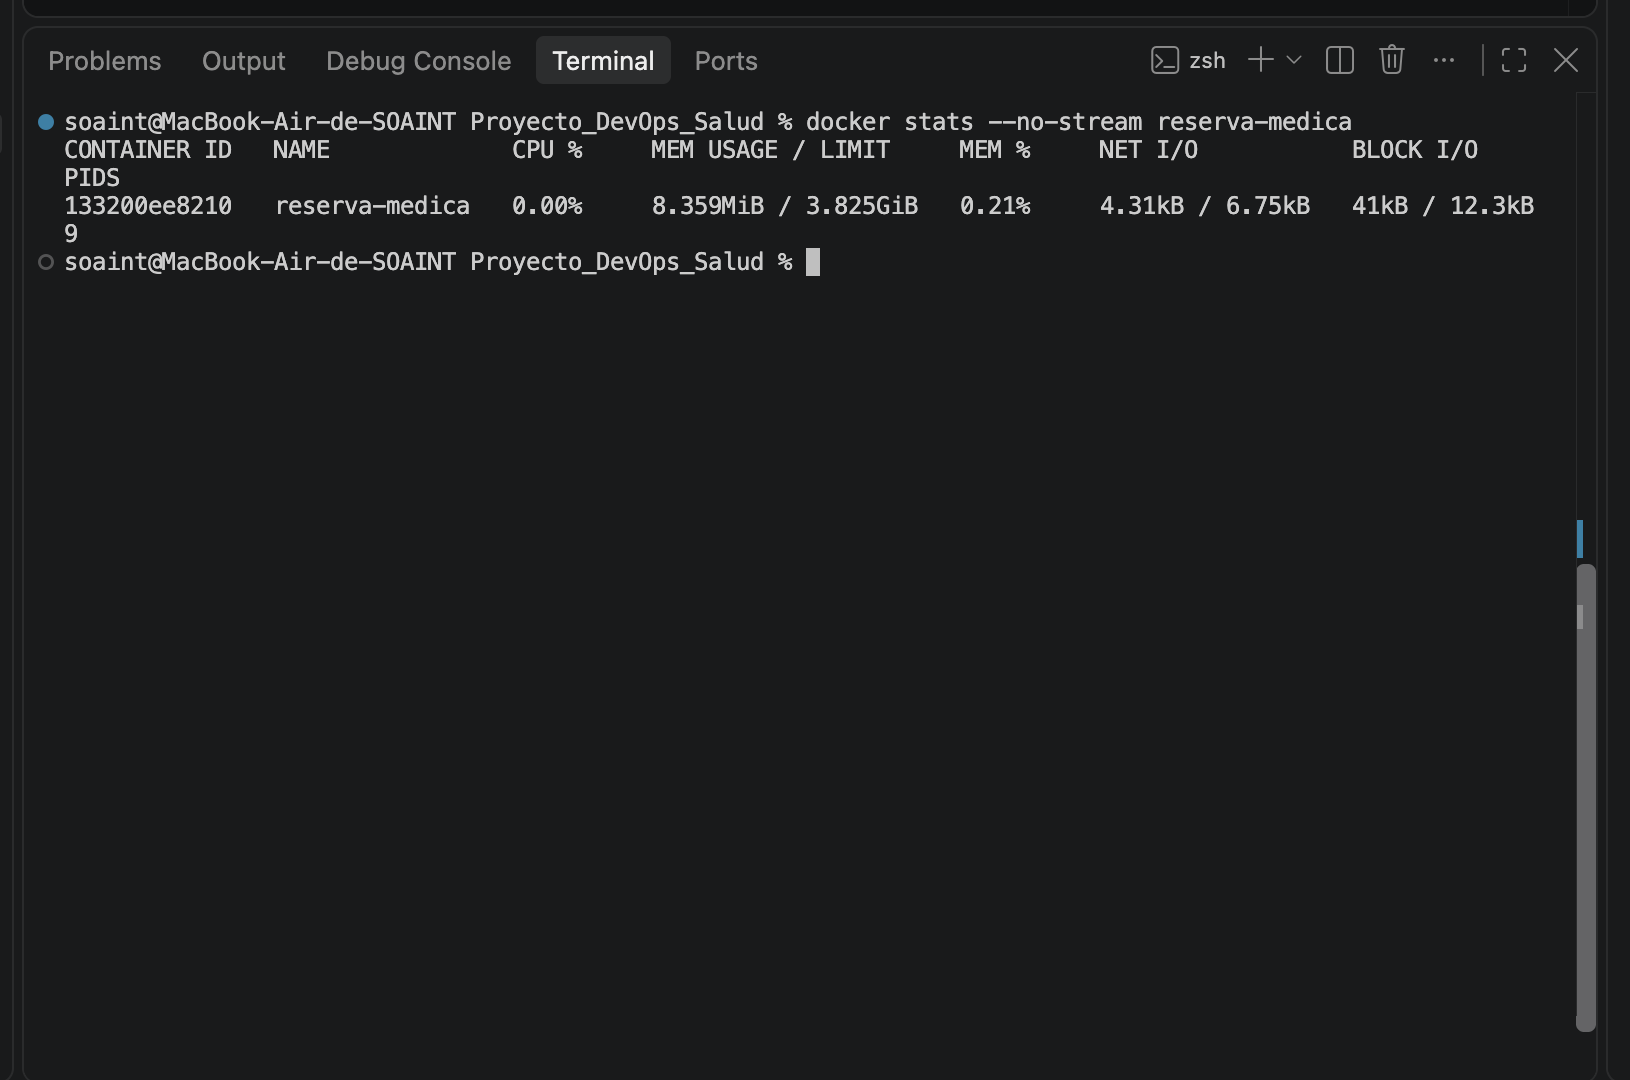 Problems Output Debug Console Terminal Ports zsh
soaint@MacBook-Air-de-SOAINT Proyecto_DevOps_Salud % docker stats --no-stream reserva-medica
CONTAINER ID NAME CPU % MEM USAGE / LIMIT MEM % NET I/O BLOCK I/O
PIDS
133200ee8210 reserva-medica 0.00% 8.359MiB / 3.825GiB 0.21% 4.31kB / 6.75kB 41kB / 12.3kB
9
soaint@MacBook-Air-de-SOAINT Proyecto_DevOps_Salud %